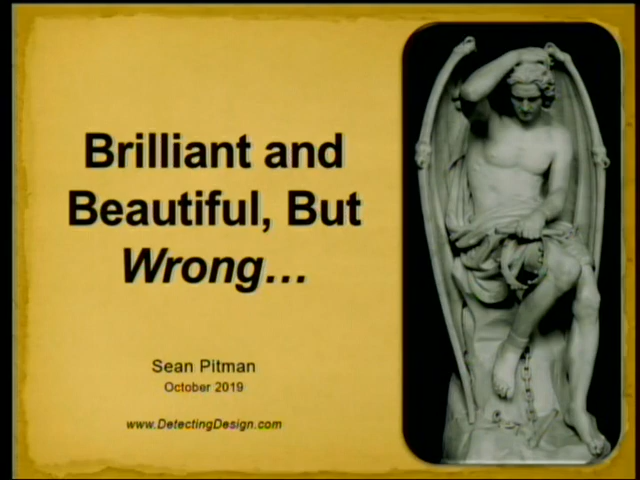 Brilliant and
Beautiful, But
Wrong...
Sean Pitman
October 2019
www.DetectingDesign.com